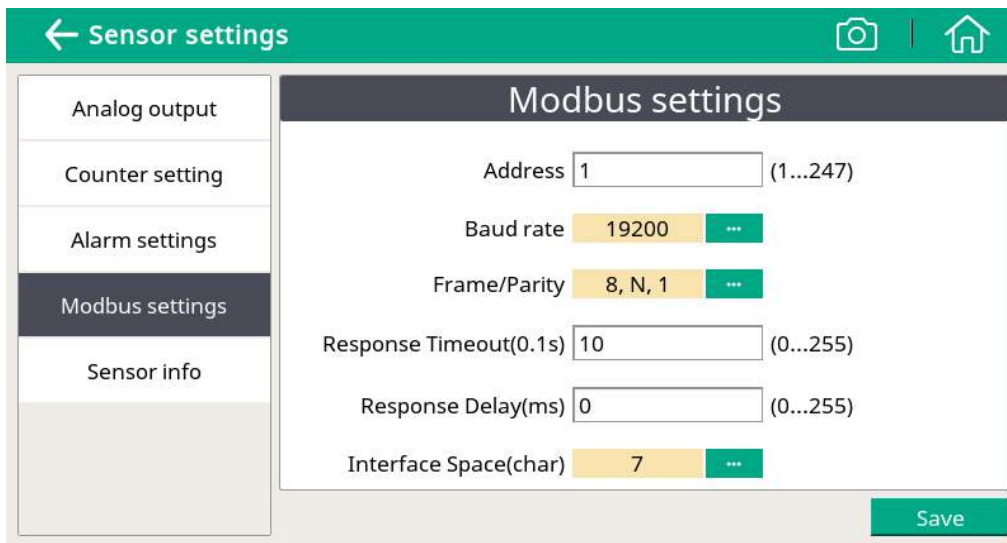 Sensor settings
Analog output
Counter setting
Alarm settings
Modbus settings
Sensor info
Modbus settings
Address 1 (1...247)
Baud rate 19200 ...
Frame/Parity 8, N, 1 ...
Response Timeout(0.1s) 10 (0...255)
Response Delay(ms) 0 (0...255)
Interface Space(char) 7 ...
Save